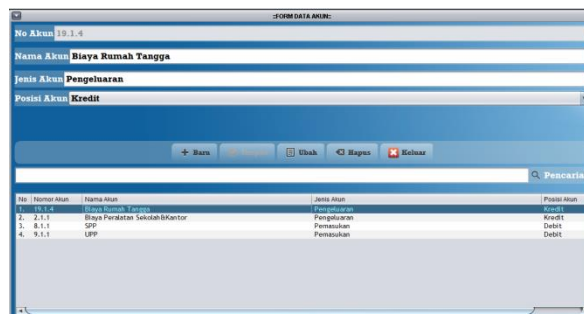 ::FORM DATA AKUN::
No Akun 19.1.4
Nama Akun Biaya Rumah Tangga
Jenis Akun Pengeluaran
Posisi Akun Kredit
+ Baru Ubah Hapus Keluar
Pencaria
No Nomor Akun Nama Akun Jenis Akun Posisi Akun
1. 19.1.4 Biaya Rumah Tangga Pengeluaran Kredit
2. 2.1.1 Biaya Peralatan Sekolah&Kantor Pengeluaran Kredit
3. 8.1.1 SPP Pemasukan Debit
4. 9.1.1 UPP Pemasukan Debit